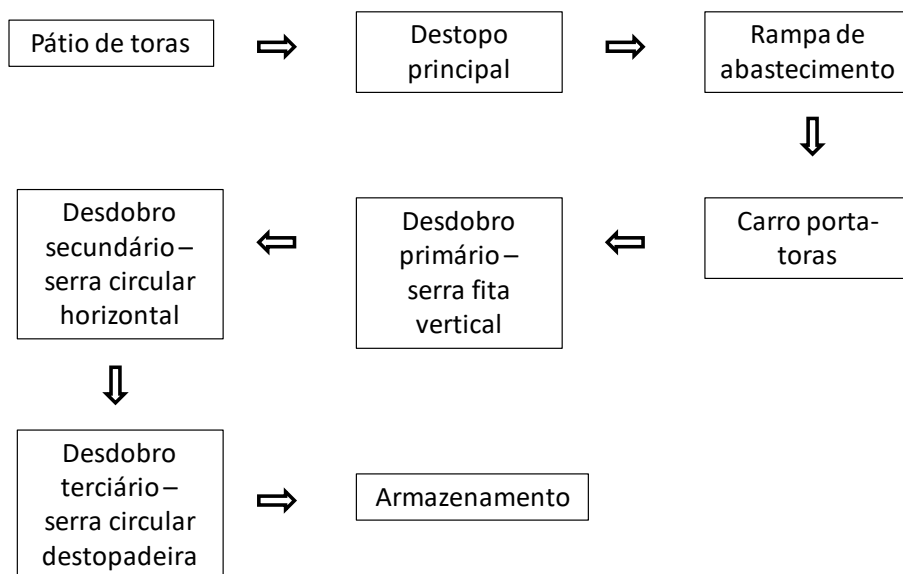 Pátio de toras
Destopo
principal
Rampa de
abastecimento
Carro porta-
toras
Desdobro
primário –
serra fita
vertical
Desdobro
secundário –
serra circular
horizontal
Desdobro
terciário –
serra circular
destopadeira
Armazenamento